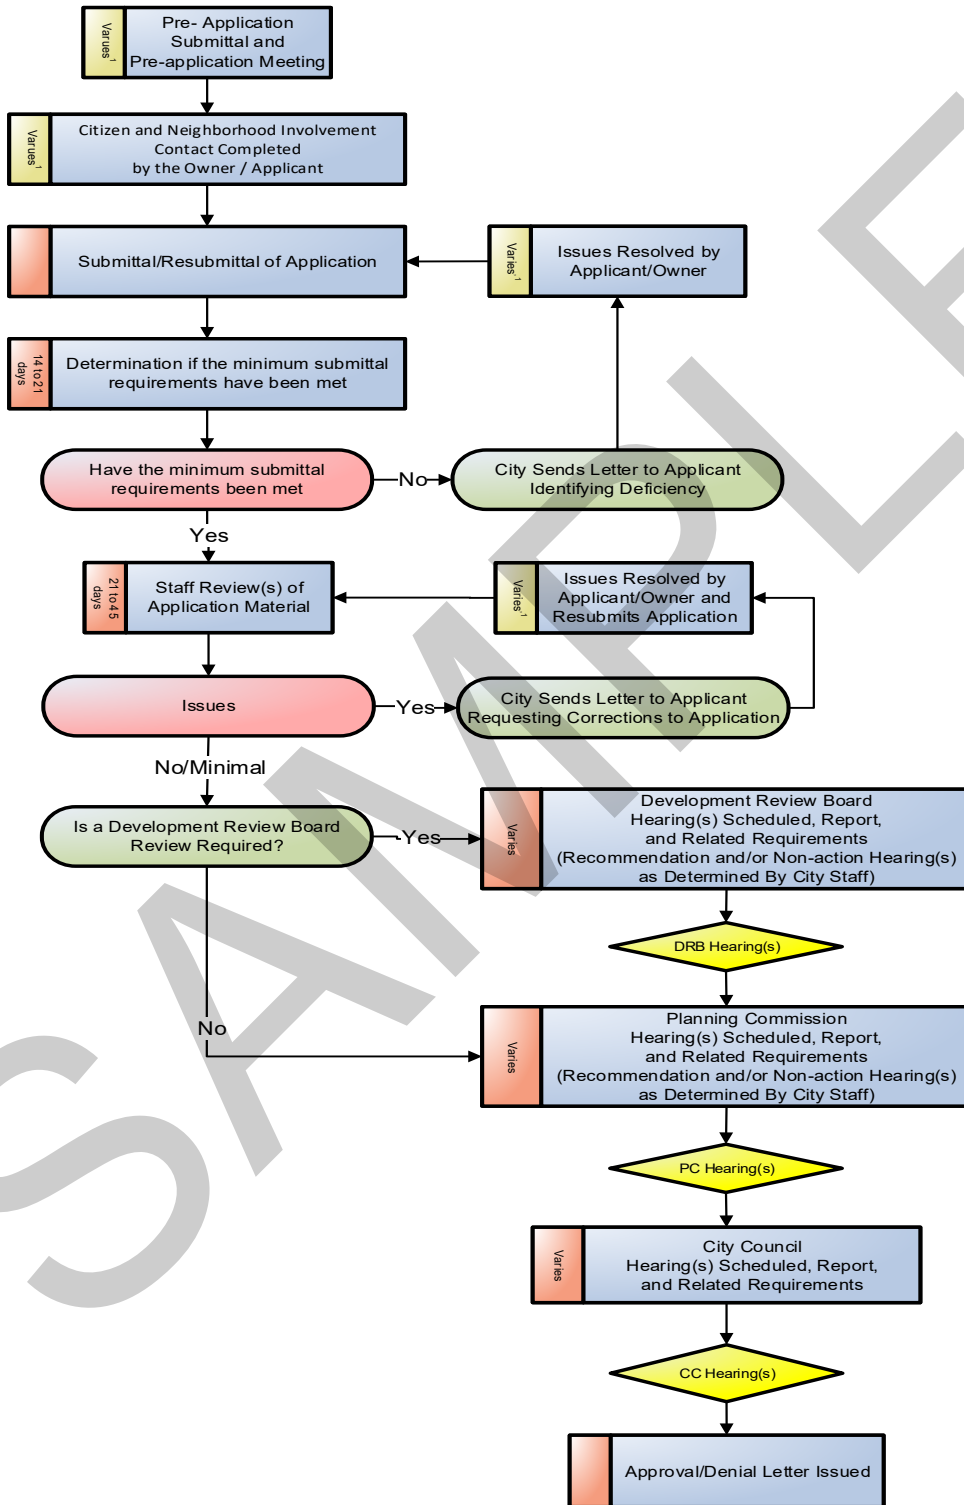 Pre- Application
Submittal and
Pre-application Meeting
Varues¹
Citizen and Neighborhood Involvement
Contact Completed
by the Owner / Applicant
Varues¹
Submittal/Resubmittal of Application
Issues Resolved by
Applicant/Owner
Varies¹
Determination if the minimum submittal
requirements have been met
14 to 21
days
Have the minimum submittal
requirements been met
No
City Sends Letter to Applicant
Identifying Deficiency
Yes
Staff Review(s) of
Application Material
21 to 45
days
Issues Resolved by
Applicant/Owner and
Resubmits Application
Varies¹
Issues
Yes
City Sends Letter to Applicant
Requesting Corrections to Application
No/Minimal
Is a Development Review Board
Review Required?
Yes
Varies
Development Review Board
Hearing(s) Scheduled, Report,
and Related Requirements
(Recommendation and/or Non-action Hearing(s)
as Determined By City Staff)
DRB Hearing(s)
No
Varies
Planning Commission
Hearing(s) Scheduled, Report,
and Related Requirements
(Recommendation and/or Non-action Hearing(s)
as Determined By City Staff)
PC Hearing(s)
Varies
City Council
Hearing(s) Scheduled, Report,
and Related Requirements
CC Hearing(s)
Approval/Denial Letter Issued
SAMPLE